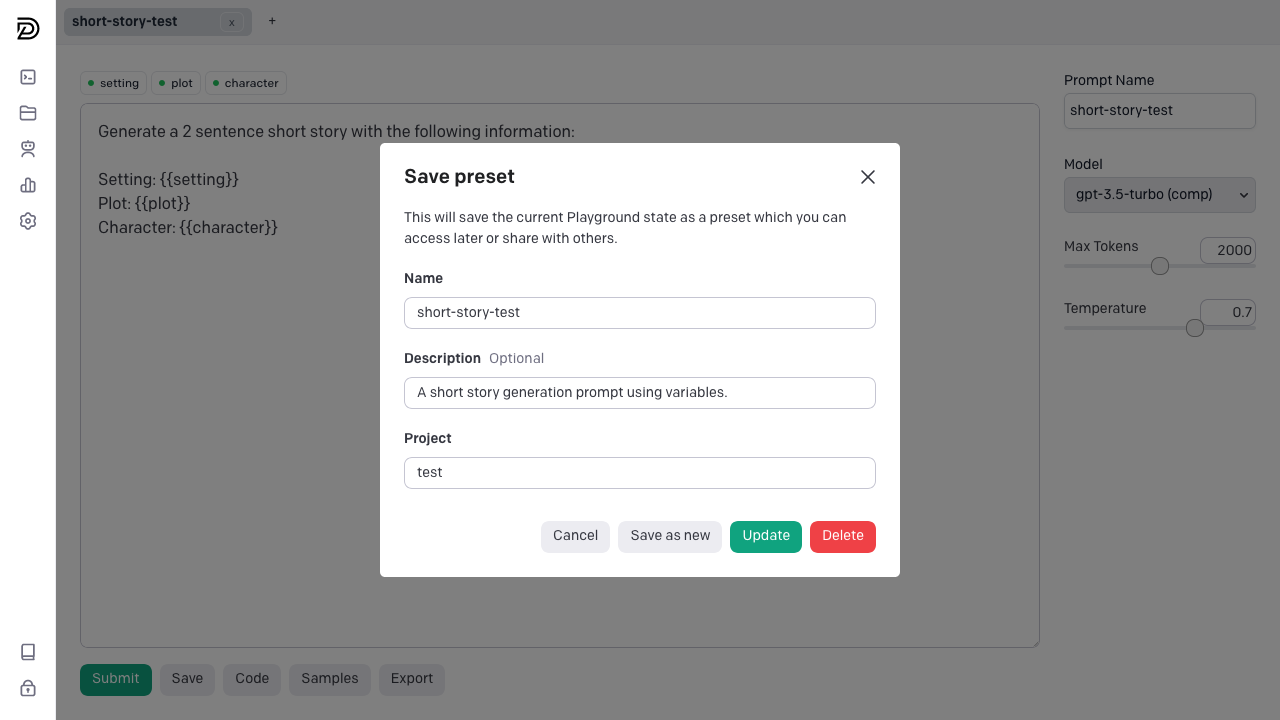 short-story-test x +
setting plot character
Generate a 2 sentence short story with the following information:
Setting: {{setting}}
Plot: {{plot}}
Character: {{character}}
Prompt Name
short-story-test
Model
gpt-3.5-turbo (comp)
Max Tokens 2000
Temperature 0.7
Save preset
This will save the current Playground state as a preset which you can
access later or share with others.
Name
short-story-test
Description Optional
A short story generation prompt using variables.
Project
test
Cancel Save as new Update Delete
Submit Save Code Samples Export